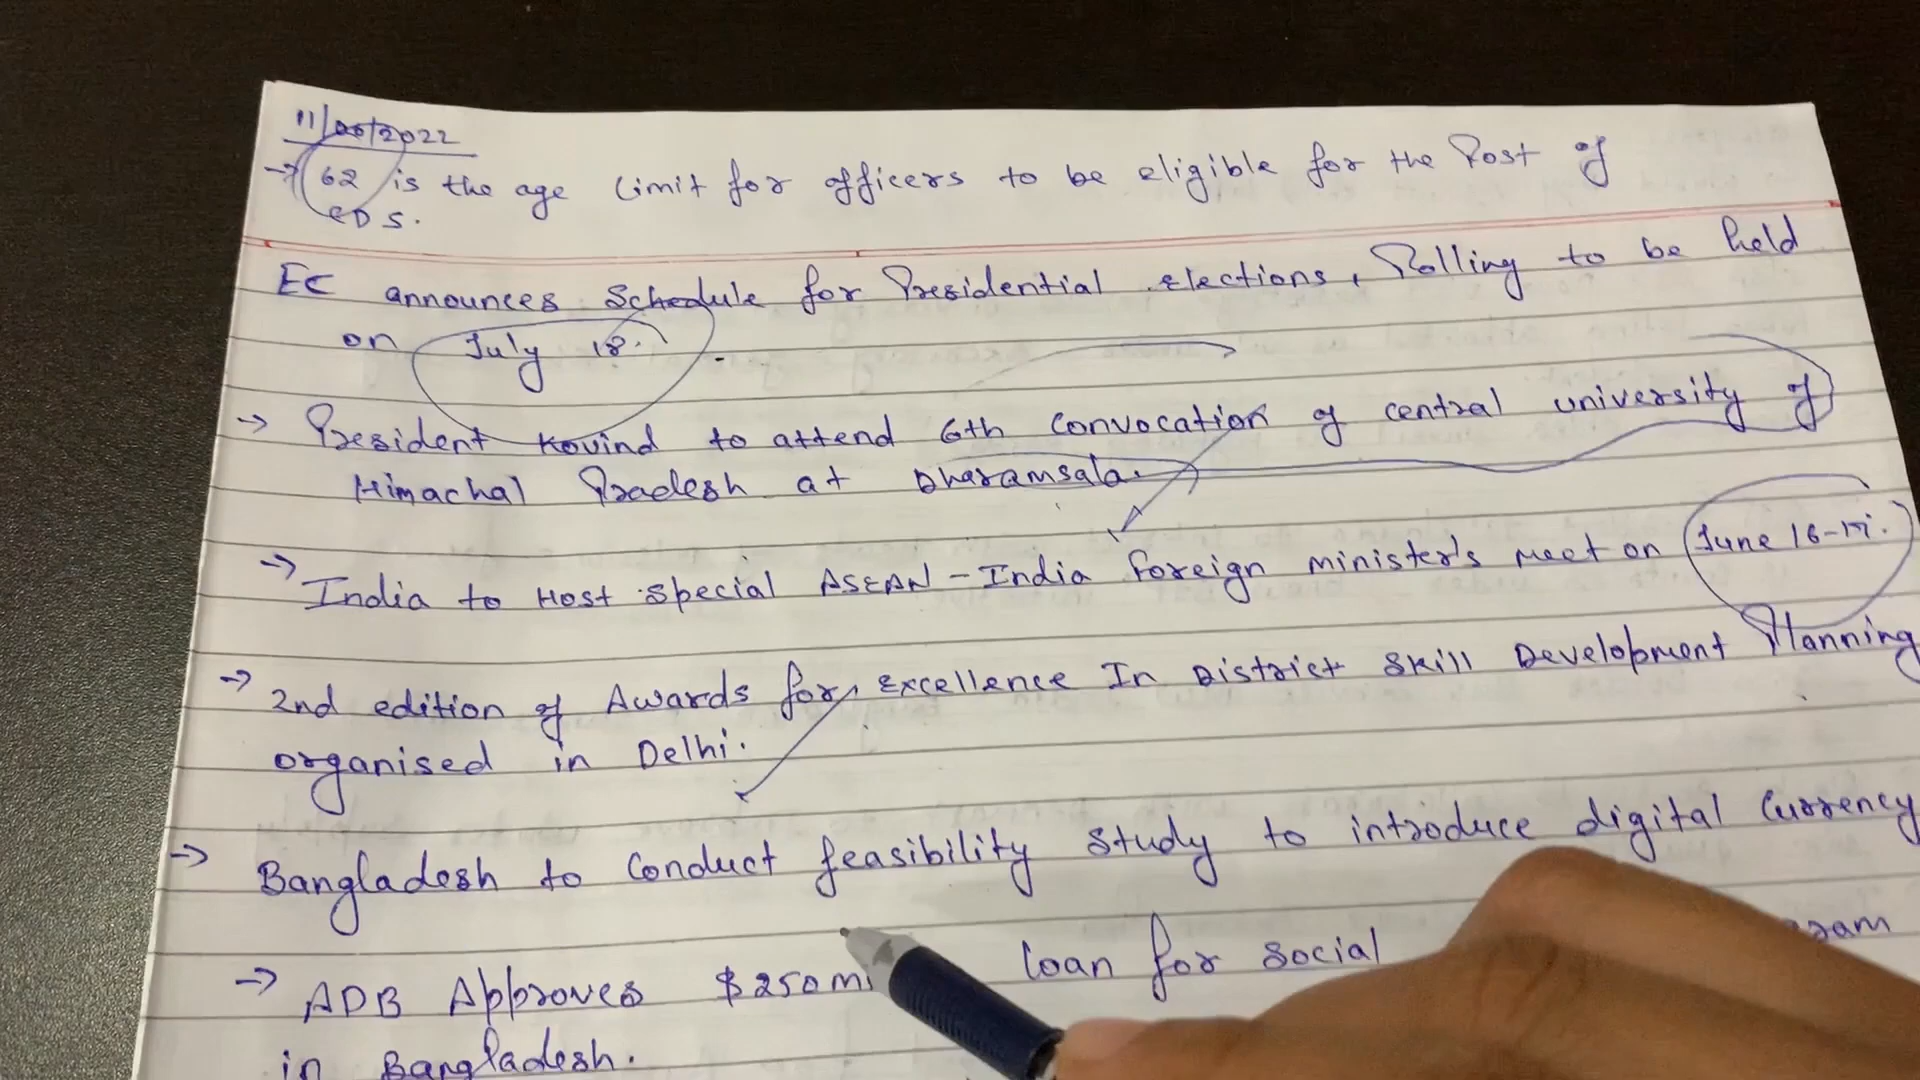 11/06/2022
→ 62 is the age limit for officers to be eligible for the Post of
CDS.
EC announces Schedule for Presidential elections, Polling to be held
on July 18.
→ President Kovind to attend 6th Convocation of central university of
Himachal Pradesh at Dharamsala.
→ India to Host special ASEAN-India Foreign minister's Meet on June 16-17.
→ 2nd edition of Awards for Excellence In District Skill Development Planning
organised in Delhi.
→ Bangladesh to Conduct feasibility study to introduce digital Currency
→ ADB Approves $250 loan for social
in Bangladesh.